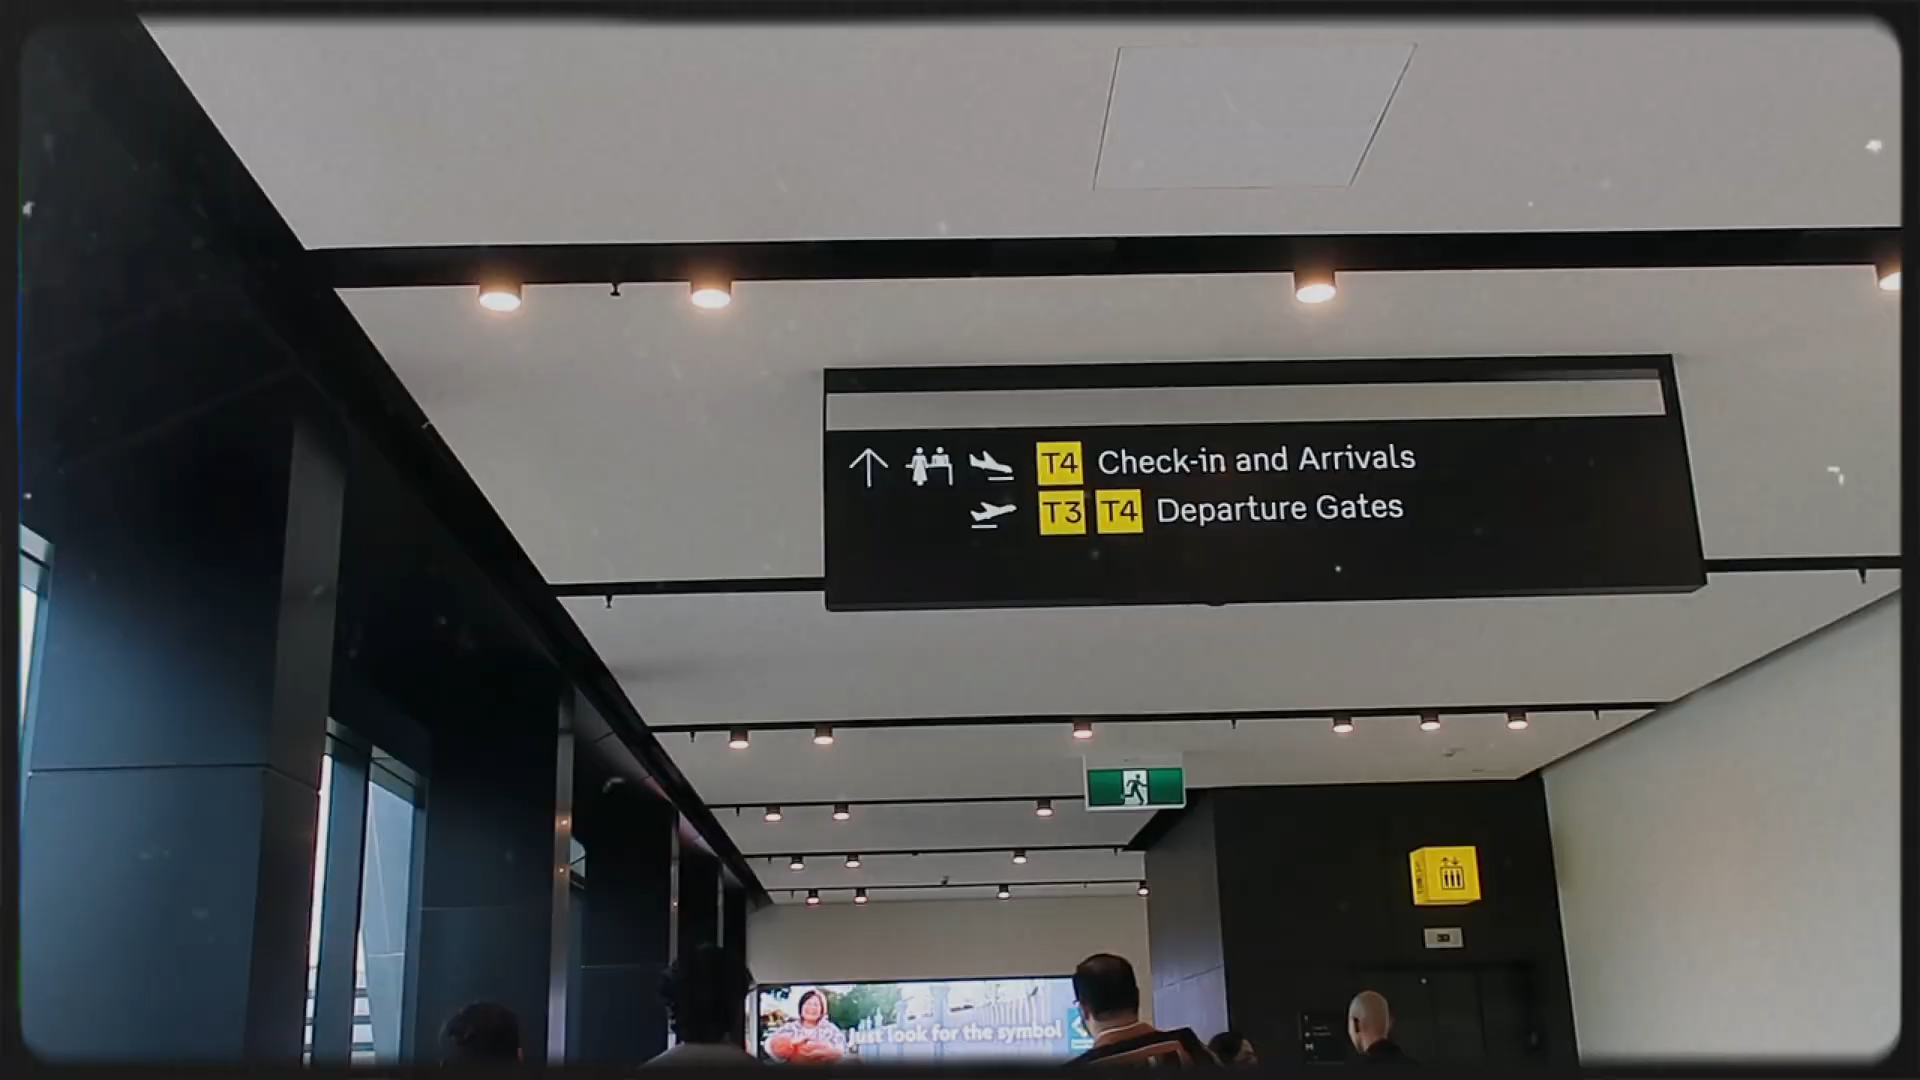 T4 Check-in and Arrivals
T3 T4 Departure Gates
Just look for the symbol